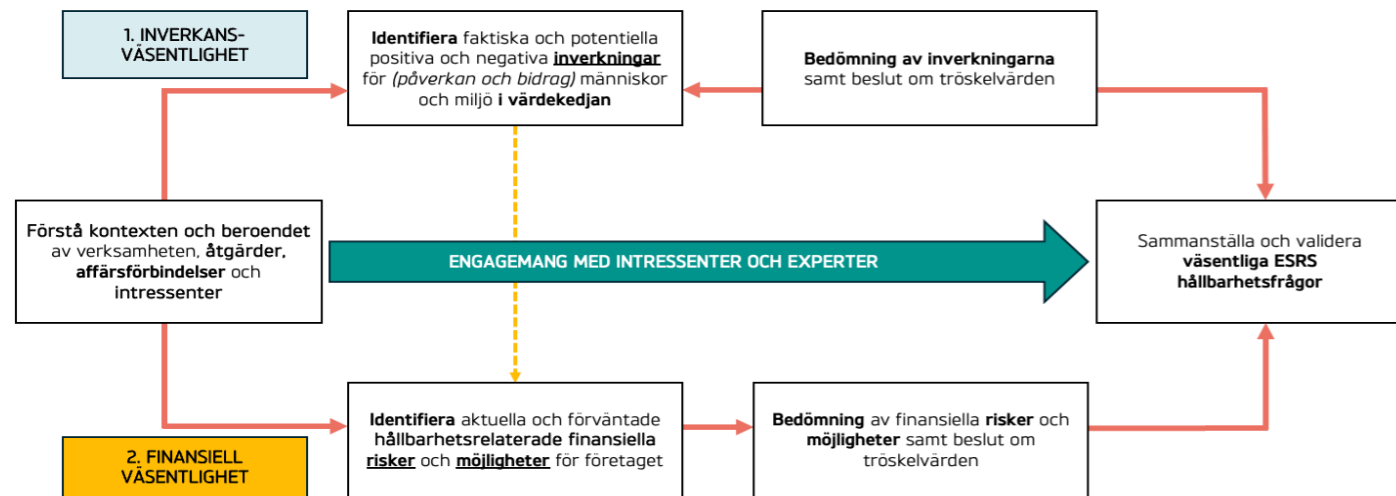 1. INVERKANS-
VÄSENTLIGHET
Identifiera faktiska och potentiella
positiva och negativa inverkningar
för (påverkan och bidrag) människor
och miljö i värdekedjan
Bedömning av inverkningarna
samt beslut om tröskelvärden
Förstå kontexten och beroendet
av verksamheten, åtgärder,
affärsförbindelser och
intressenter
ENGAGEMANG MED INTRESSENTER OCH EXPERTER
Sammanställa och validera
väsentliga ESRS
hållbarhetsfrågor
2. FINANSIELL
VÄSENTLIGHET
Identifiera aktuella och förväntade
hållbarhetsrelaterade finansiella
risker och möjligheter för företaget
Bedömning av finansiella risker och
möjligheter samt beslut om
tröskelvärden